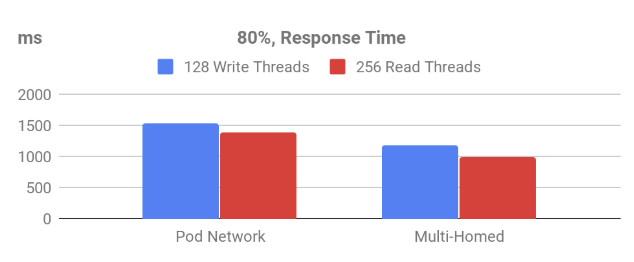 ms
80%, Response Time
128 Write Threads
256 Read Threads
2000
1500
1000
500
0
Pod Network
Multi-Homed